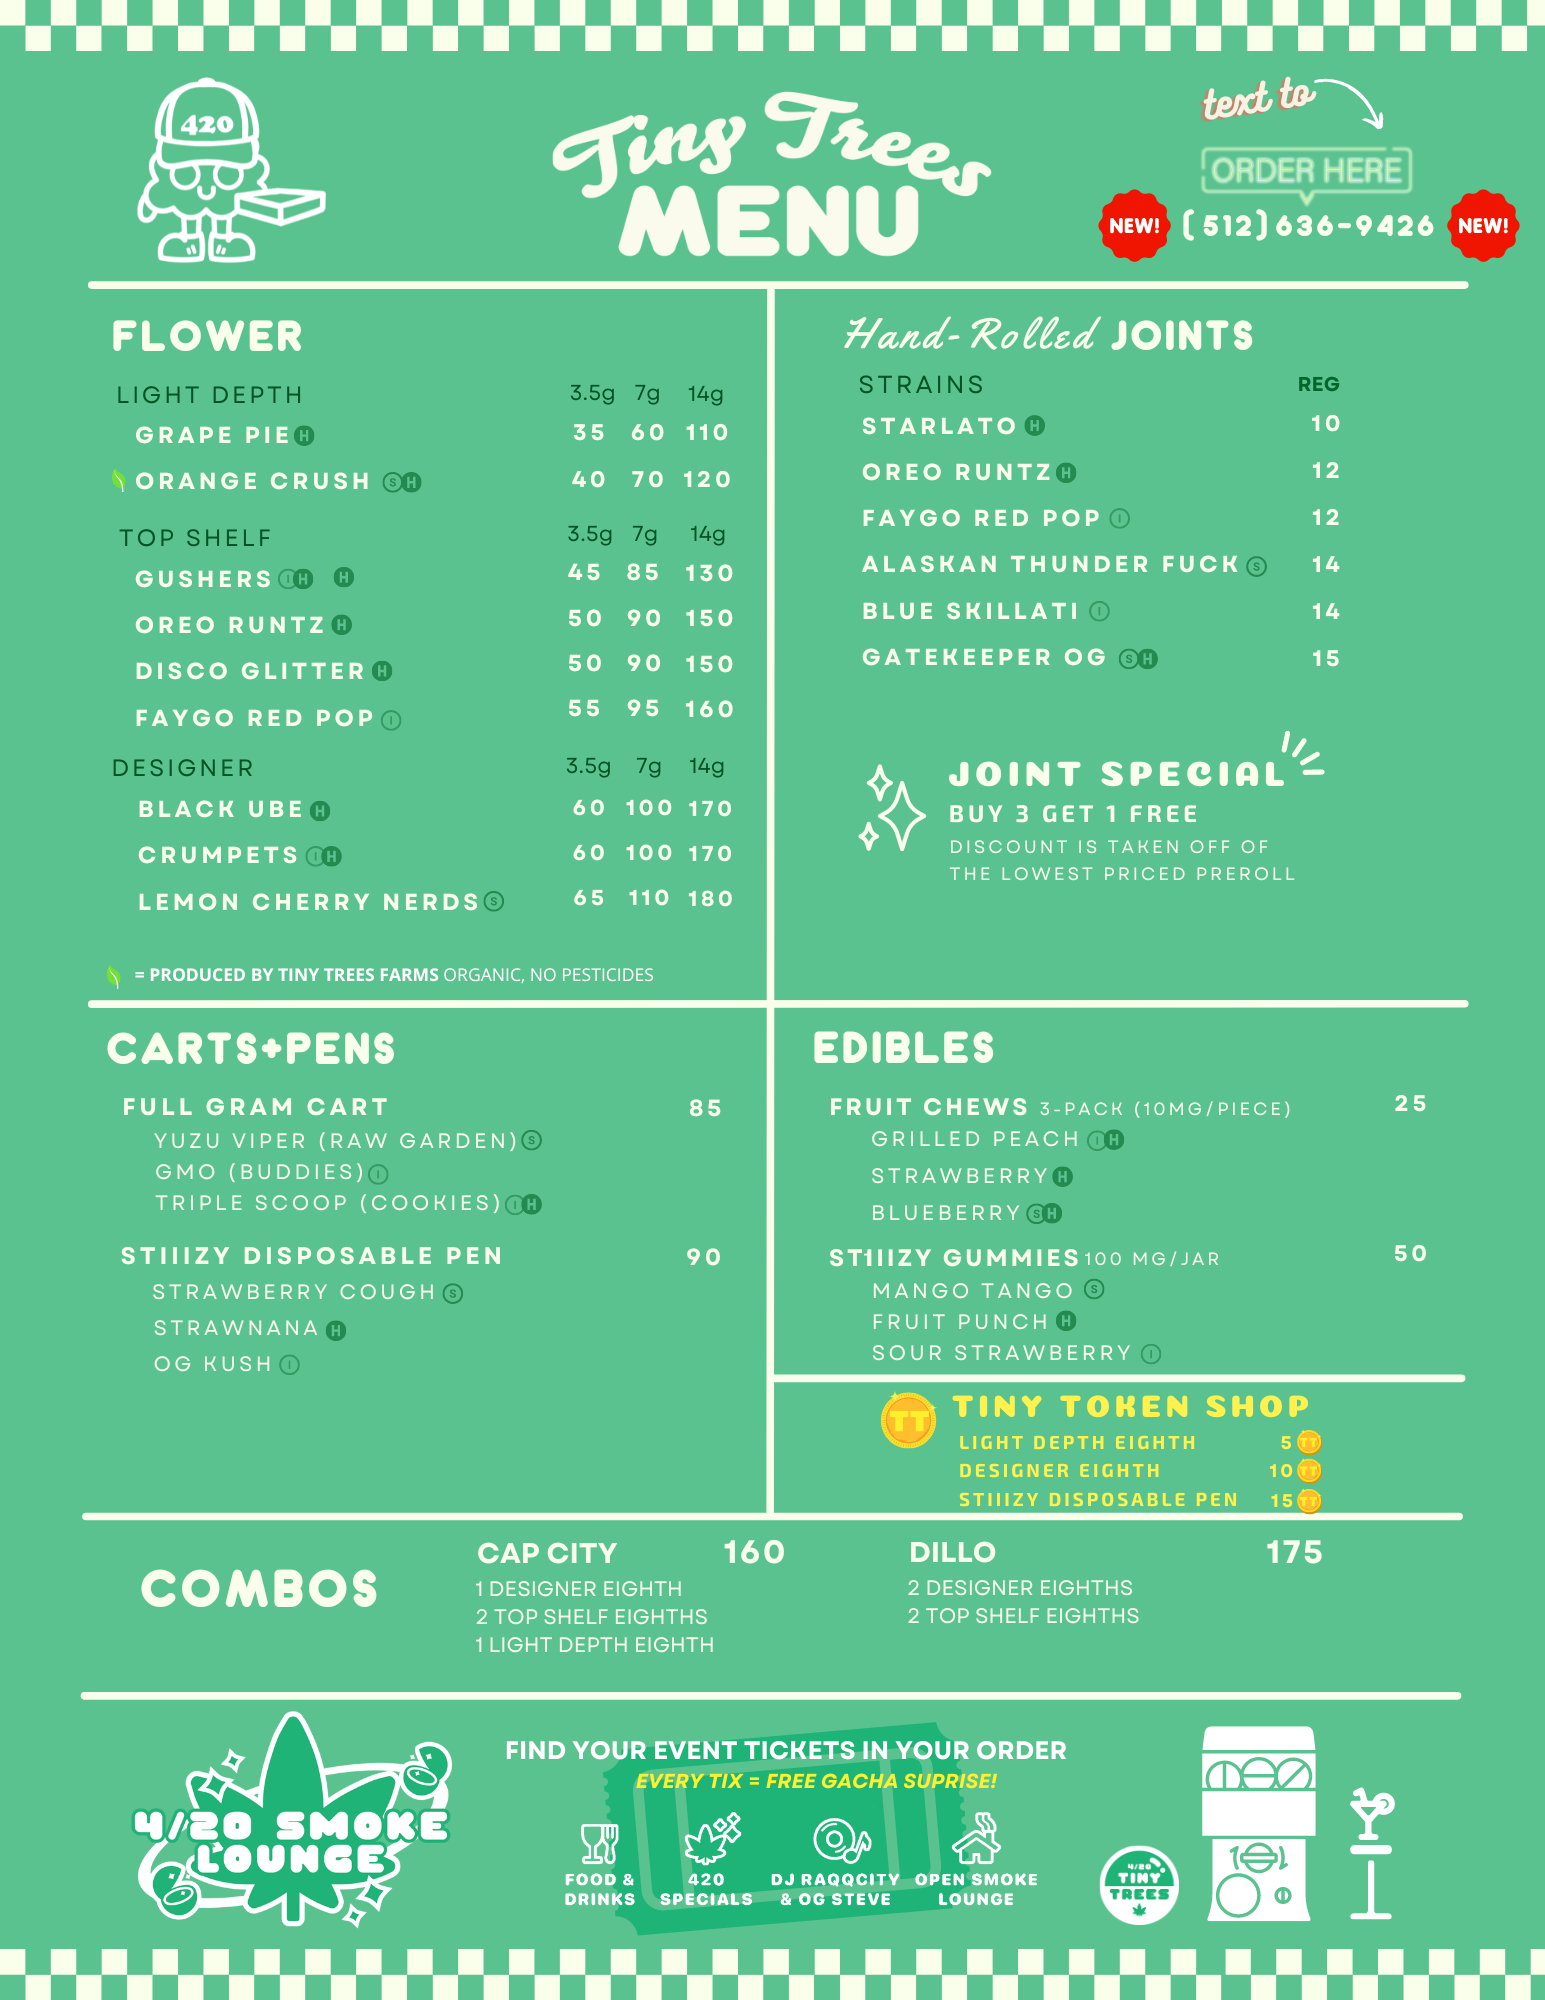 420
Tiny Trees
MENU
text to
ORDER HERE
NEW! (512)636-9426 NEW!
FLOWER
LIGHT DEPTH 3.5g 7g 14g
GRAPE PIE H 35 60 110
ORANGE CRUSH S H 40 70 120
TOP SHELF 3.5g 7g 14g
GUSHERS I H H 45 85 130
OREO RUNTZ H 50 90 150
DISCO GLITTER H 50 90 150
FAYGO RED POP I 55 95 160
DESIGNER 3.5g 7g 14g
BLACK UBE H 60 100 170
CRUMPETS I H 60 100 170
LEMON CHERRY NERDS S 65 110 180
= PRODUCED BY TINY TREES FARMS ORGANIC, NO PESTICIDES
Hand-Rolled JOINTS
STRAINS REG
STARLATO H 10
OREO RUNTZ H 12
FAYGO RED POP I 12
ALASKAN THUNDER FUCK S 14
BLUE SKILLATI I 14
GATEKEEPER OG S H 15
JOINT SPECIAL
BUY 3 GET 1 FREE
DISCOUNT IS TAKEN OFF OF
THE LOWEST PRICED PREROLL
CARTS+PENS
FULL GRAM CART 85
YUZU VIPER (RAW GARDEN) S
GMO (BUDDIES) I
TRIPLE SCOOP (COOKIES) I H
STIIIZY DISPOSABLE PEN 90
STRAWBERRY COUGH S
STRAWNANA H
OG KUSH I
EDIBLES
FRUIT CHEWS 3-PACK (10MG/PIECE) 25
GRILLED PEACH I H
STRAWBERRY H
BLUEBERRY S H
STIIIZY GUMMIES 100 MG/JAR 50
MANGO TANGO S
FRUIT PUNCH H
SOUR STRAWBERRY I
TT TINY TOKEN SHOP
LIGHT DEPTH EIGHTH 5 TT
DESIGNER EIGHTH 10 TT
STIIIZY DISPOSABLE PEN 15 TT
COMBOS
CAP CITY 160
1 DESIGNER EIGHTH
2 TOP SHELF EIGHTHS
1 LIGHT DEPTH EIGHTH
DILLO 175
2 DESIGNER EIGHTHS
2 TOP SHELF EIGHTHS
4/20 SMOKE
LOUNGE
FIND YOUR EVENT TICKETS IN YOUR ORDER
EVERY TIX = FREE GACHA SUPRISE!
FOOD &
DRINKS
420
SPECIALS
DJ RAQQCITY
& OG STEVE
OPEN SMOKE
LOUNGE
4/20
TINY
TREES